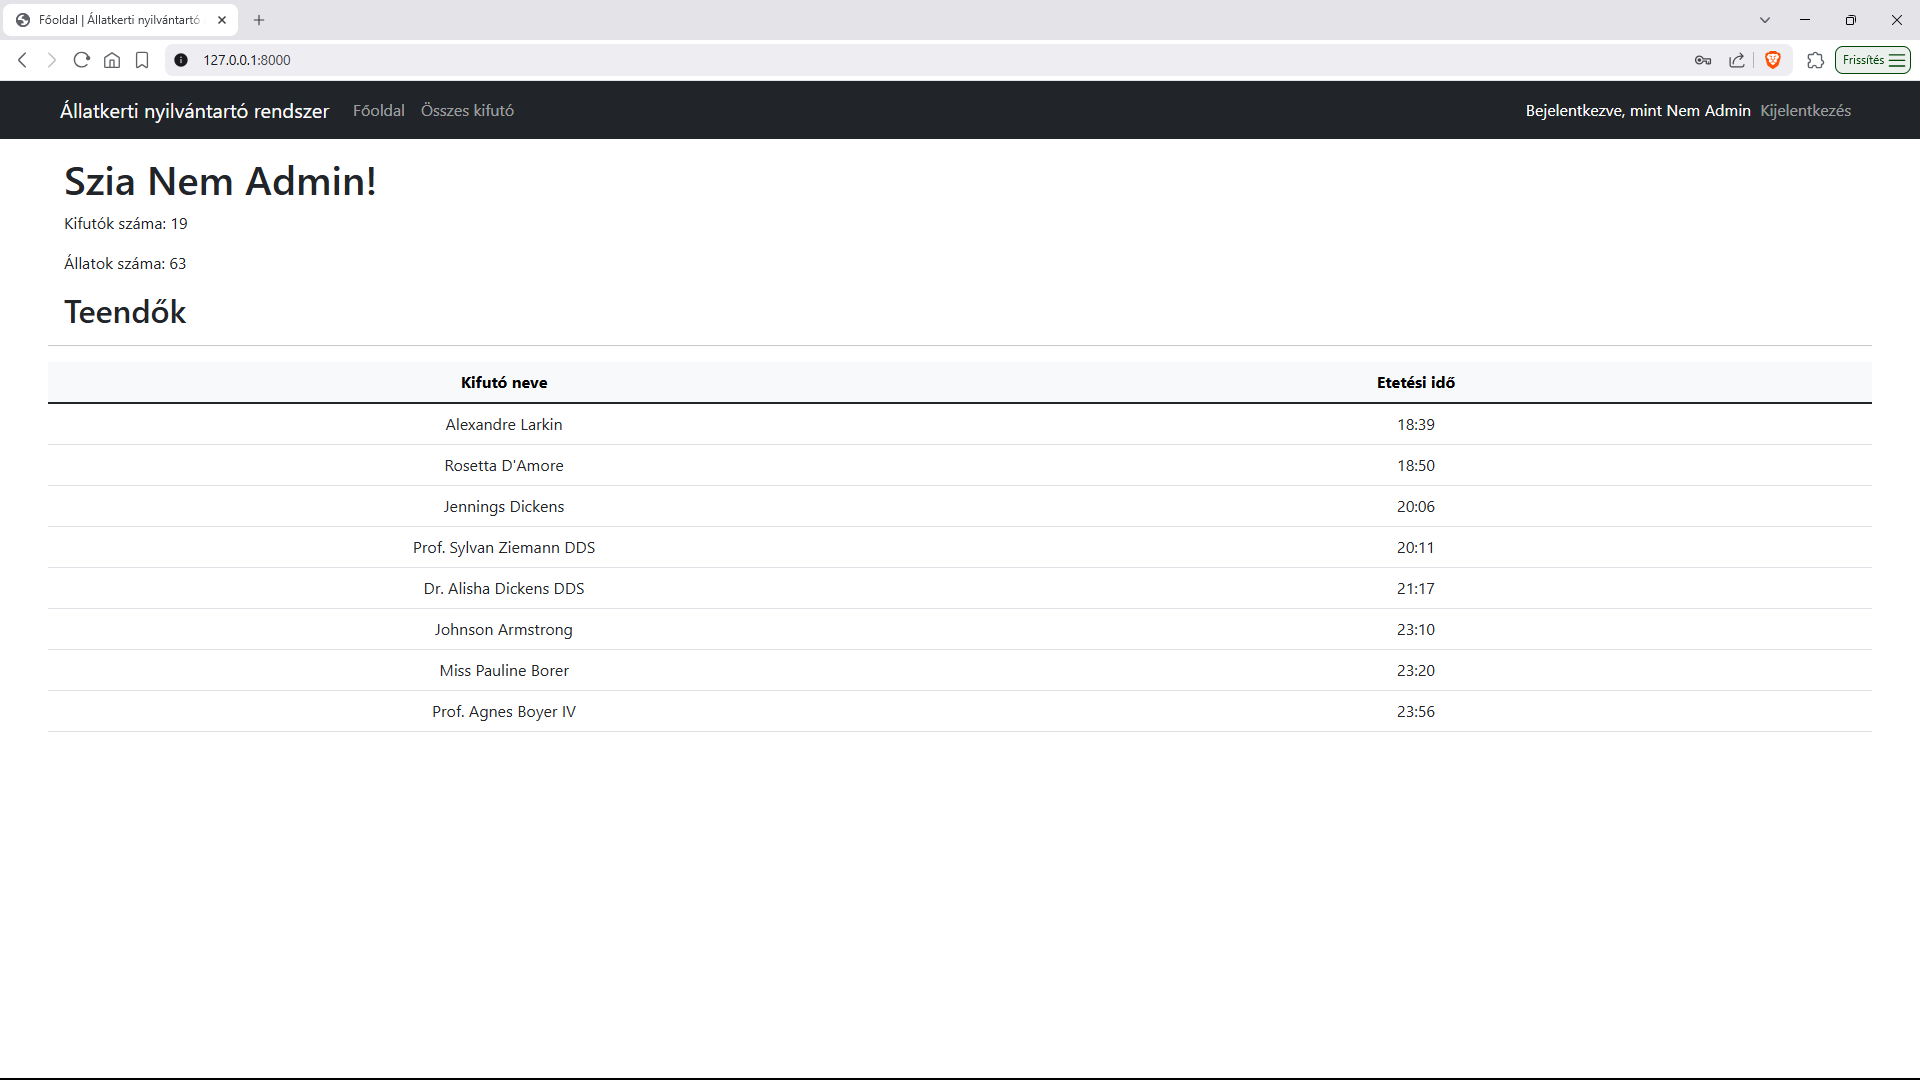 Főoldal | Állatkerti nyilvántartó
127.0.0.1:8000
Frissítés
Állatkerti nyilvántartó rendszer Főoldal Összes kifutó Bejelentkezve, mint Nem Admin Kijelentkezés
Szia Nem Admin!
Kifutók száma: 19
Állatok száma: 63
Teendők
Kifutó neve Etetési idő
Alexandre Larkin 18:39
Rosetta D'Amore 18:50
Jennings Dickens 20:06
Prof. Sylvan Ziemann DDS 20:11
Dr. Alisha Dickens DDS 21:17
Johnson Armstrong 23:10
Miss Pauline Borer 23:20
Prof. Agnes Boyer IV 23:56